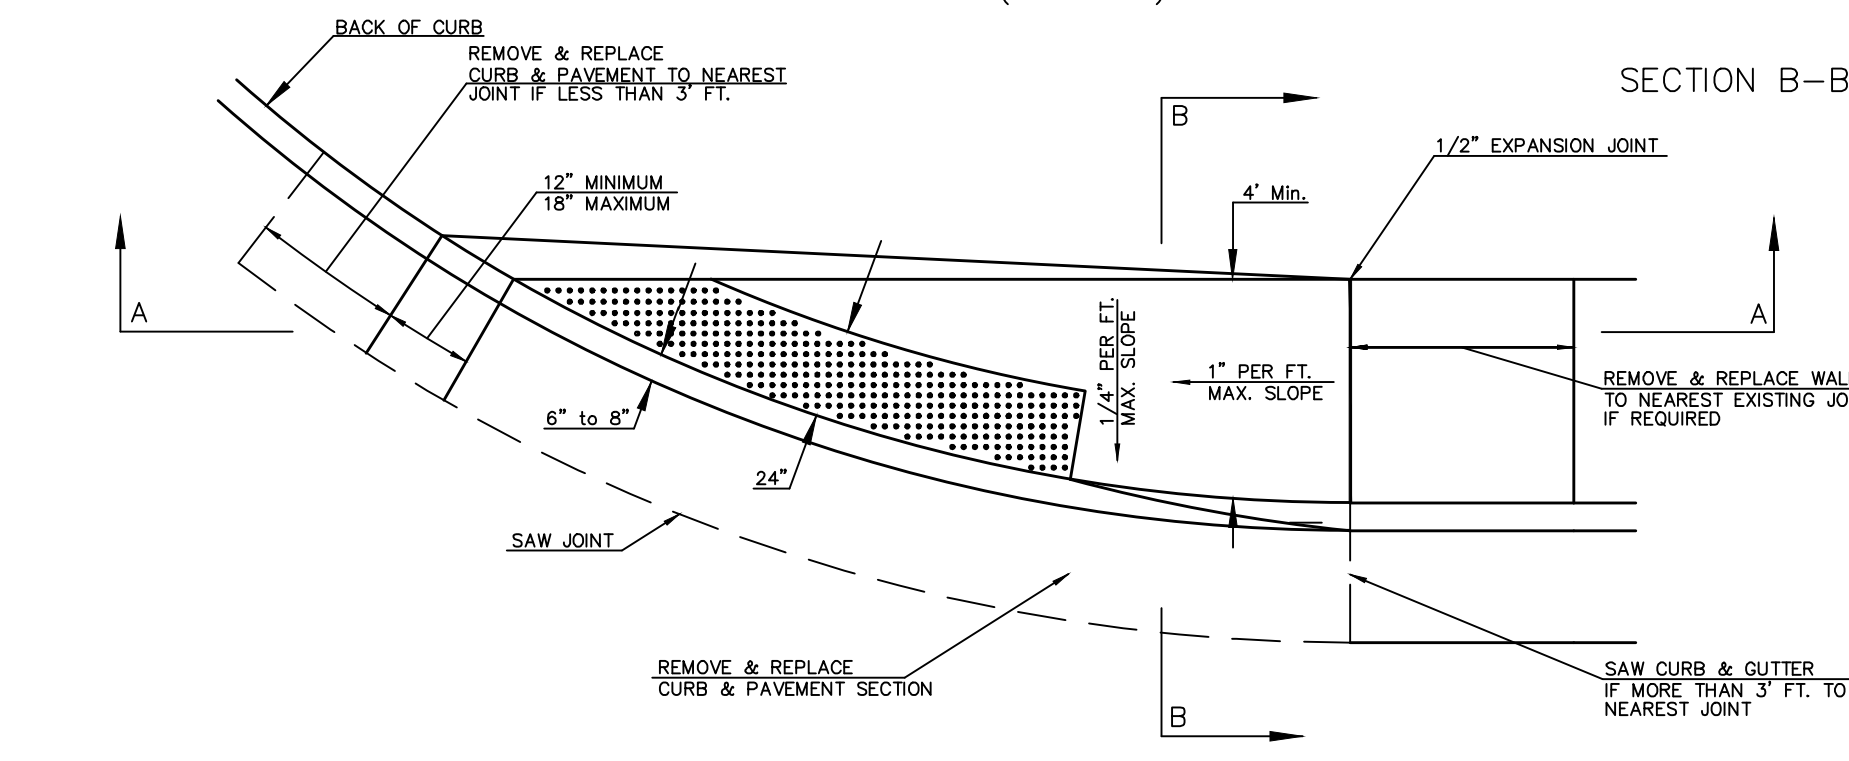 BACK OF CURB
REMOVE & REPLACE
CURB & PAVEMENT TO NEAREST
JOINT IF LESS THAN 3' FT.
SECTION B-B
B
1/2" EXPANSION JOINT
12" MINIMUM
18" MAXIMUM
4' Min.
A
A
1/4" PER FT.
MAX. SLOPE
1" PER FT.
MAX. SLOPE
REMOVE & REPLACE WAL
TO NEAREST EXISTING JO
IF REQUIRED
6" to 8"
24"
SAW JOINT
REMOVE & REPLACE
CURB & PAVEMENT SECTION
SAW CURB & GUTTER
IF MORE THAN 3' FT. TO
NEAREST JOINT
B